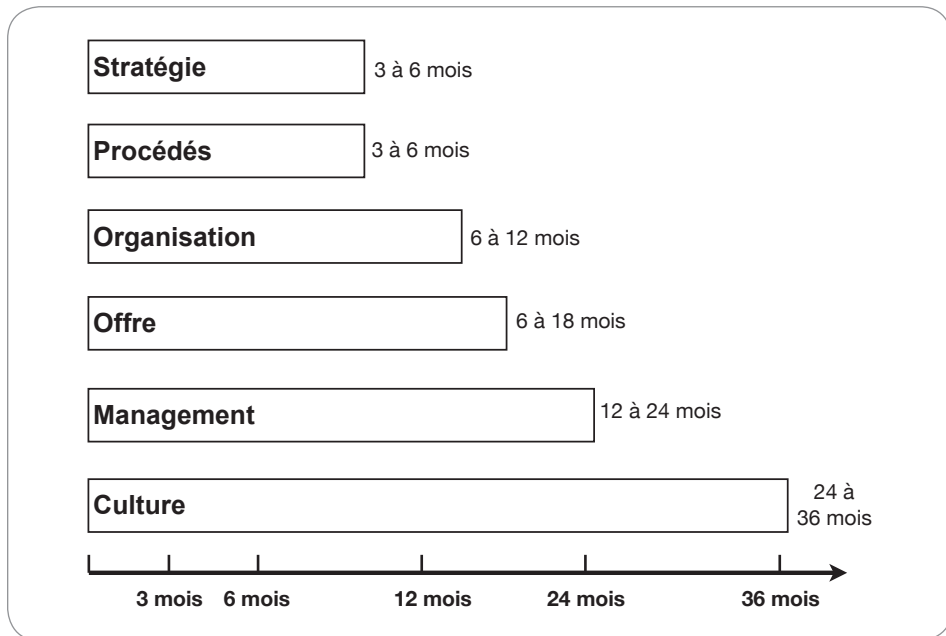 Stratégie
3 à 6 mois
Procédés
3 à 6 mois
Organisation
6 à 12 mois
Offre
6 à 18 mois
Management
12 à 24 mois
Culture
24 à
36 mois
3 mois
6 mois
12 mois
24 mois
36 mois